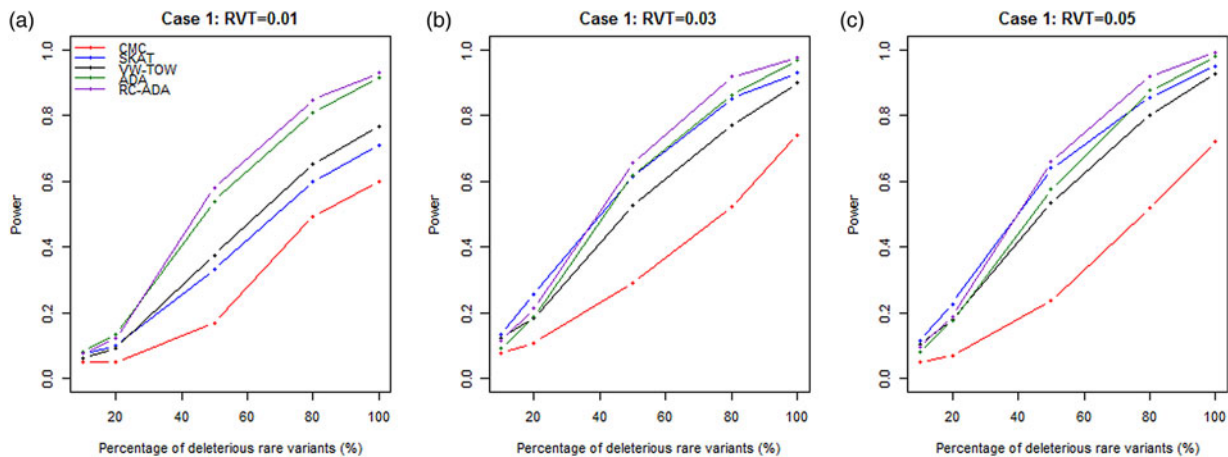 (a)
Case 1: RVT=0.01
CMC
SKAT
VW-TOW
ADA
RC-ADA
Power
0.0 0.2 0.4 0.6 0.8 1.0
20 40 60 80 100
Percentage of deleterious rare variants (%)
(b)
Case 1: RVT=0.03
Power
0.0 0.2 0.4 0.6 0.8 1.0
20 40 60 80 100
Percentage of deleterious rare variants (%)
(c)
Case 1: RVT=0.05
Power
0.0 0.2 0.4 0.6 0.8 1.0
20 40 60 80 100
Percentage of deleterious rare variants (%)